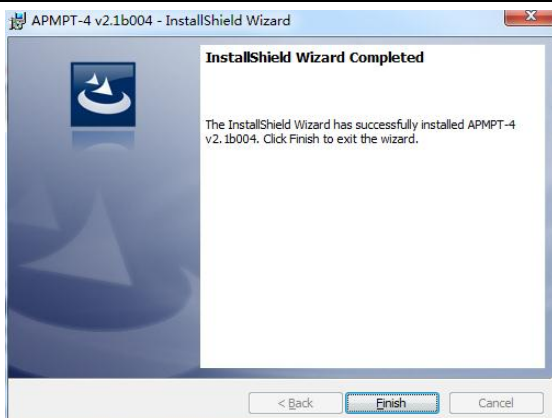 APMPT-4 v2.1b004 - InstallShield Wizard
InstallShield Wizard Completed
The InstallShield Wizard has successfully installed APMPT-4
v2.1b004. Click Finish to exit the wizard.
< Back
Finish
Cancel